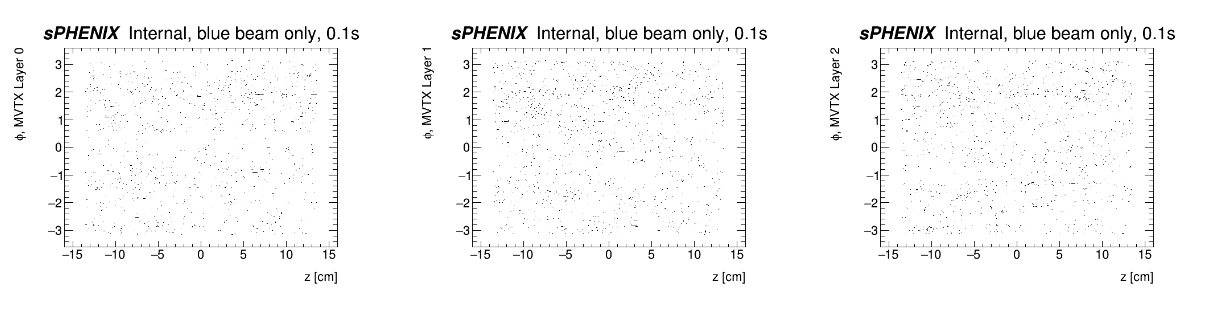 sPHENIX Internal, blue beam only, 0.1s
ϕ, MVTX Layer 0
3
2
1
0
−1
−2
−3
−15 −10 −5 0 5 10 15
z [cm]
sPHENIX Internal, blue beam only, 0.1s
ϕ, MVTX Layer 1
3
2
1
0
−1
−2
−3
−15 −10 −5 0 5 10 15
z [cm]
sPHENIX Internal, blue beam only, 0.1s
ϕ, MVTX Layer 2
3
2
1
0
−1
−2
−3
−15 −10 −5 0 5 10 15
z [cm]